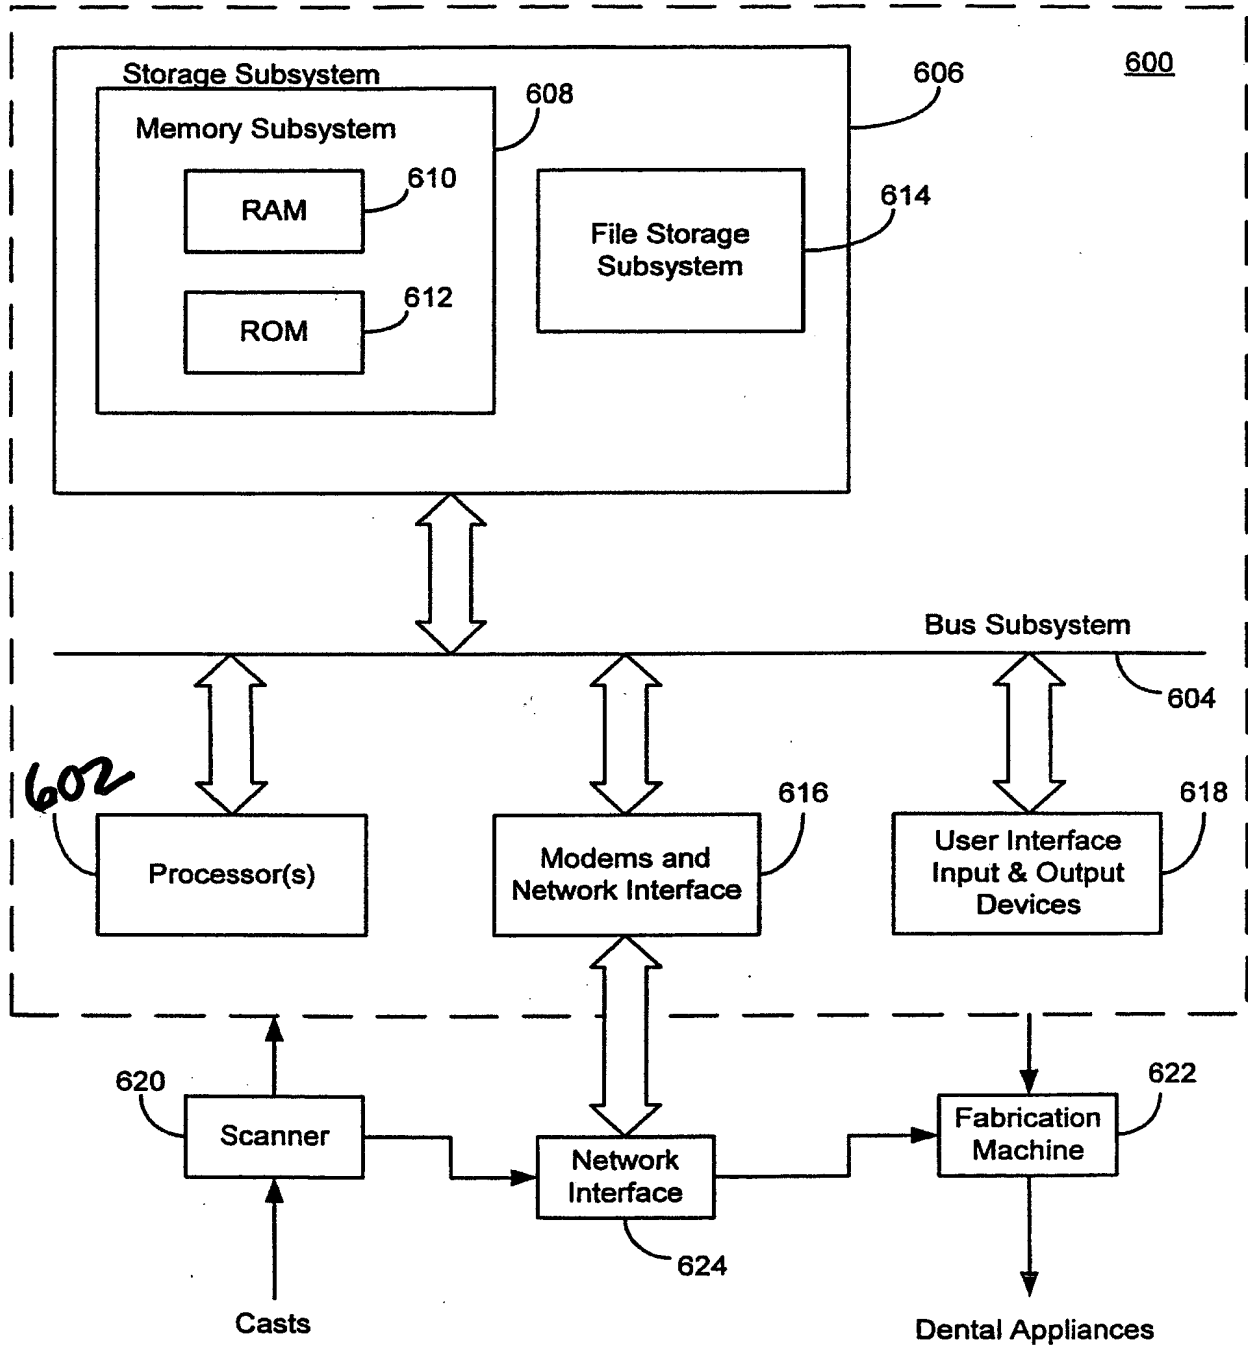 600
606
Storage Subsystem
608
Memory Subsystem
610
RAM
614
File Storage
Subsystem
612
ROM
Bus Subsystem
604
602
Processor(s)
616
Modems and
Network Interface
618
User Interface
Input & Output
Devices
620
Scanner
622
Fabrication
Machine
Network
Interface
624
Casts
Dental Appliances